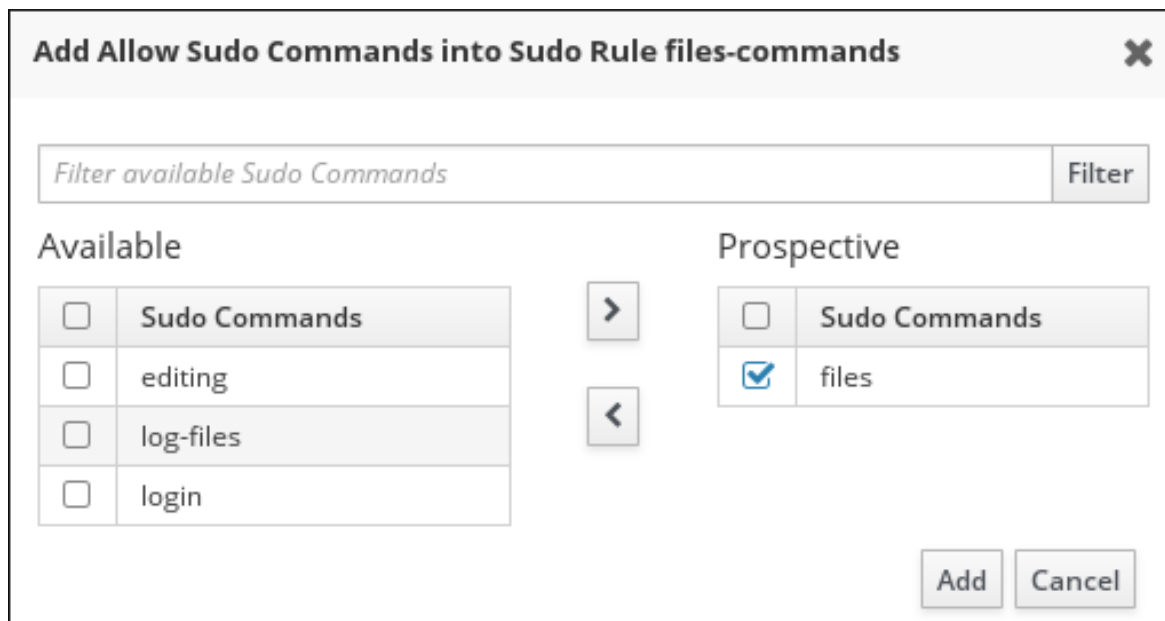 Add Allow Sudo Commands into Sudo Rule files-commands
Filter available Sudo Commands
Filter
Available
Prospective
Sudo Commands
Sudo Commands
editing
files
log-files
login
Add
Cancel